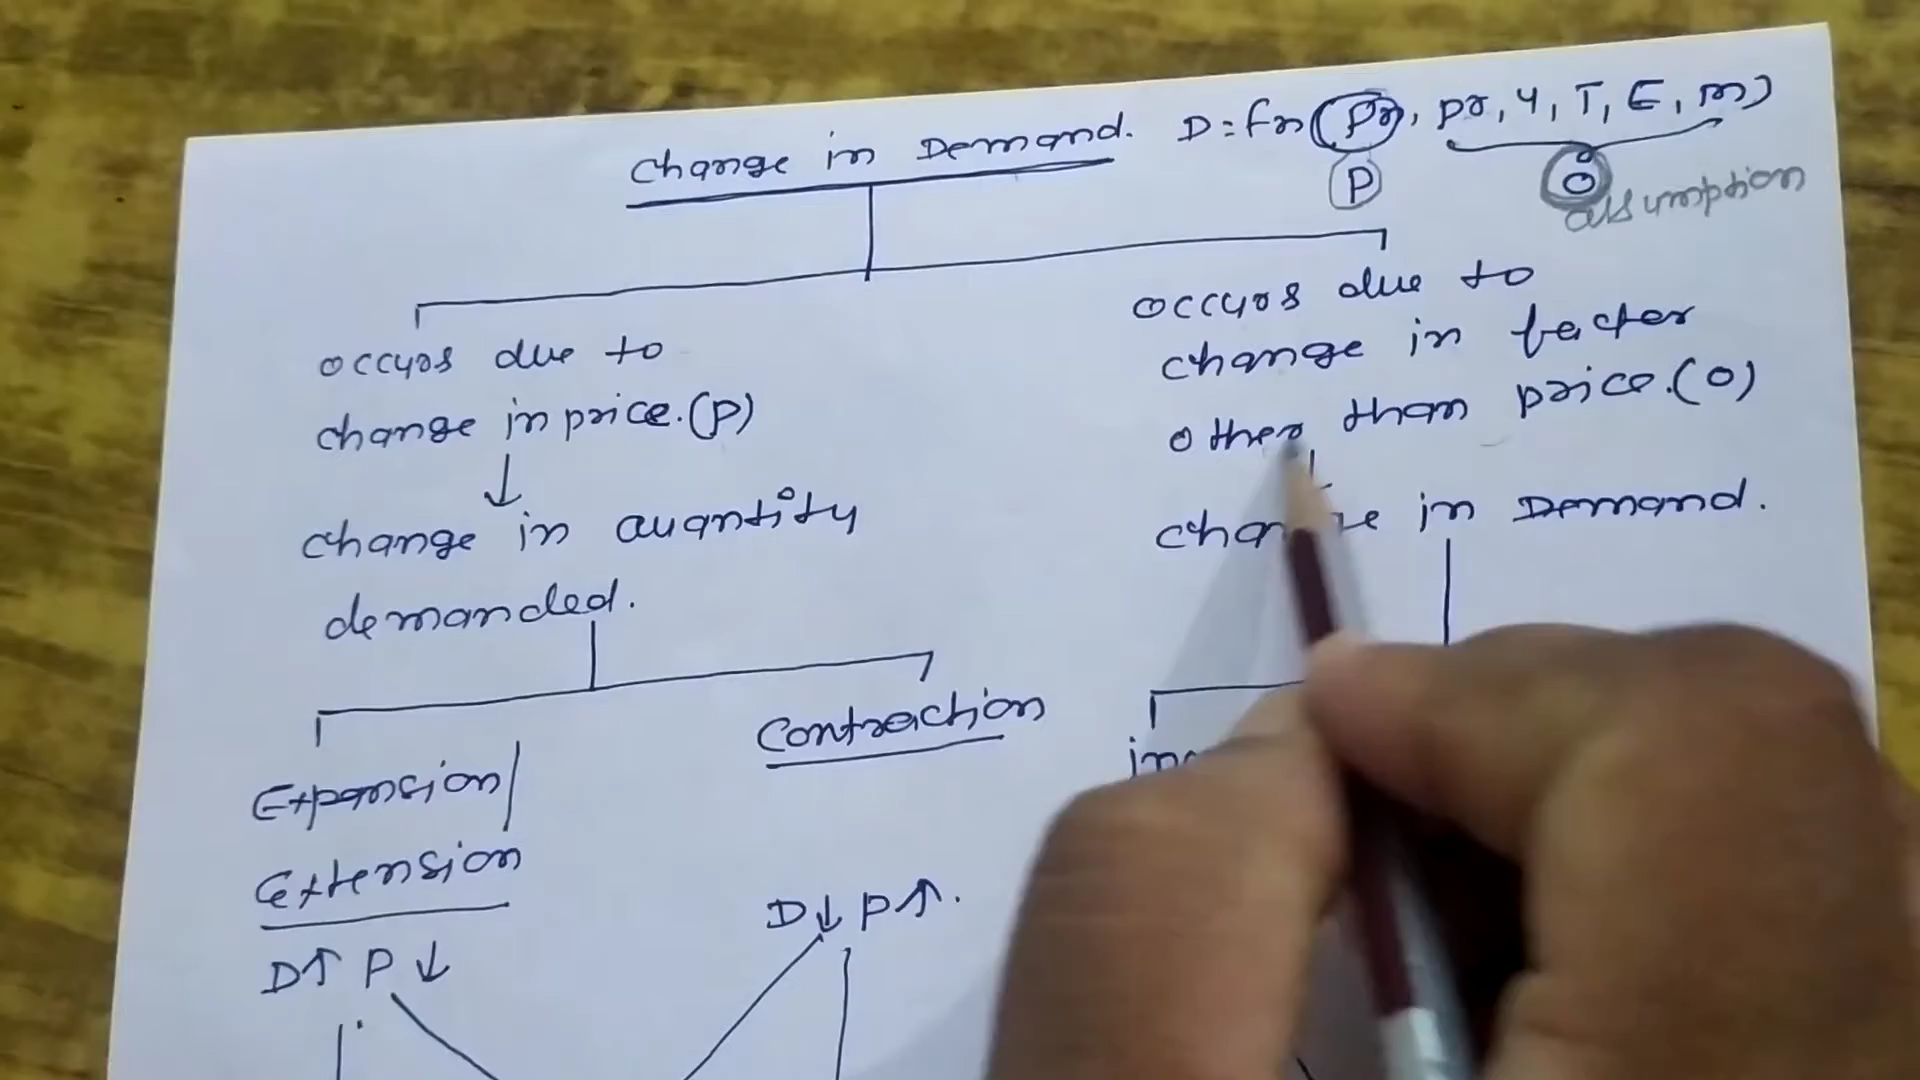 Change in Demand. D=fn(Px, pr, Y, T, E, m)
P O
assumption
occurs due to
change in price.(P)
change in quantity
demanded.
Expansion/
Extension
D↑ P↓
Contraction
D↓ P↑.
occurs due to
change in factor
other than price.(O)
change in Demand.